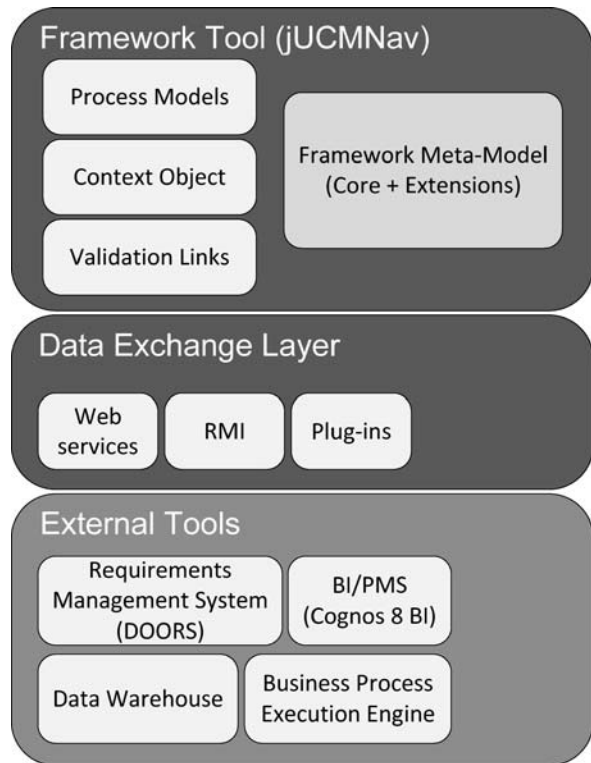 Framework Tool (jUCMNav)
Process Models
Context Object
Validation Links
Framework Meta-Model
(Core + Extensions)
Data Exchange Layer
Web
services
RMI
Plug-ins
External Tools
Requirements
Management System
(DOORS)
BI/PMS
(Cognos 8 BI)
Data Warehouse
Business Process
Execution Engine